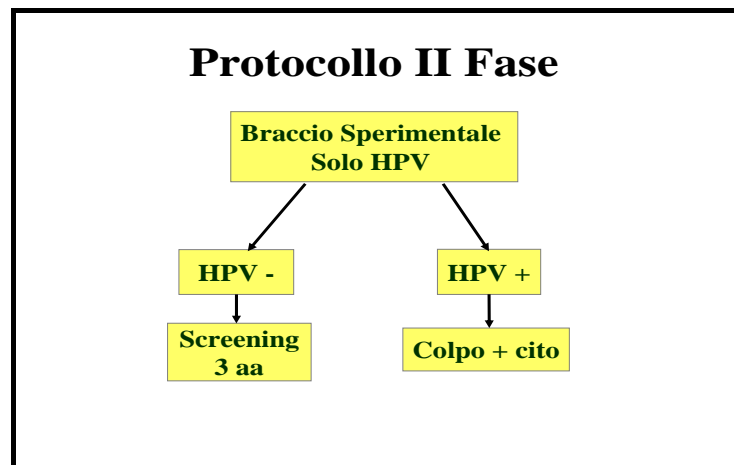 Protocollo II Fase
Braccio Sperimentale
Solo HPV
HPV -
HPV +
Screening
3 aa
Colpo + cito